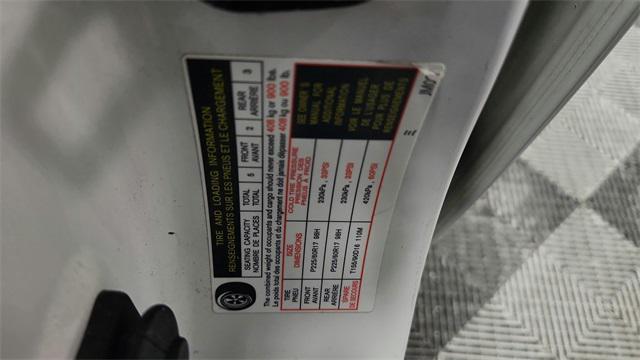 TIRE AND LOADING INFORMATION
RENSEIGNEMENTS SUR LES PNEUS ET LE CHARGEMENT
SEATING CAPACITY TOTAL 5 FRONT 2 REAR 3
NOMBRE DE PLACES TOTAL AVANT ARRIÈRE
The combined weight of occupants and cargo should never exceed 408 kg or 900 lbs.
Le poids total des occupants et du chargement ne doit jamais dépasser 408 kg ou 900 lb.
TIRE SIZE COLD TIRE PRESSURE
PNEU DIMENSIONS PRESSION DES PNEUS À FROID
FRONT AVANT P225/60R17 98H 230kPa, 33PSI
REAR ARRIÈRE P225/60R17 98H 230kPa, 33PSI
SPARE DE SECOURS T155/90D16 110M 420kPa, 60PSI
SEE OWNER'S
MANUAL FOR
ADDITIONAL
INFORMATION
VOIR LE MANUEL
DE L'USAGER
POUR PLUS DE
RENSEIGNEMENTS